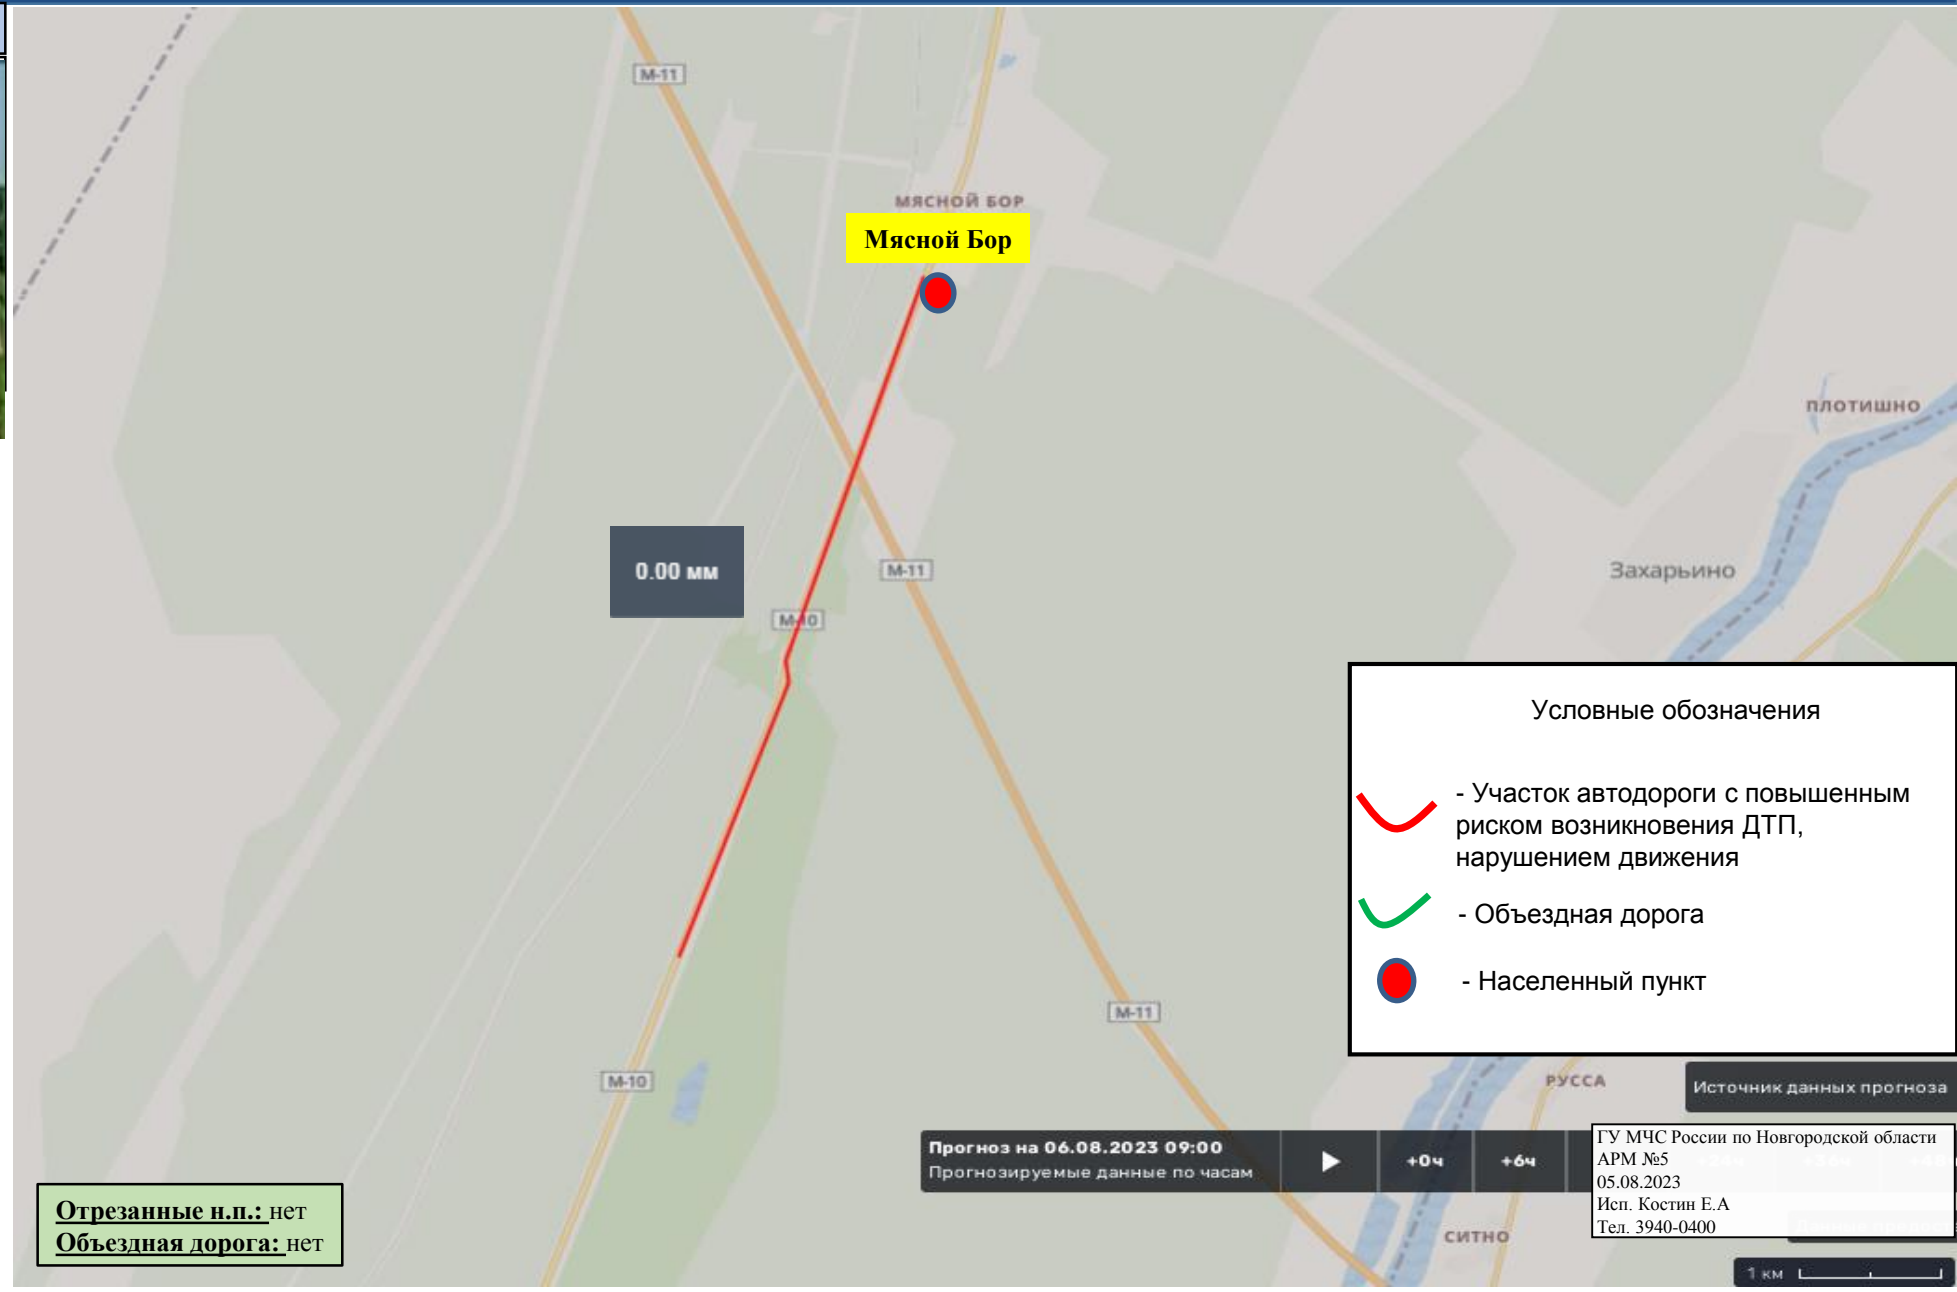 М-11
МЯСНОЙ БОР
Мясной Бор
ПЛОТИШНО
0.00 мм
М-11
Захарьино
М-10
Условные обозначения
- Участок автодороги с повышенным
риском возникновения ДТП,
нарушением движения
- Объездная дорога
- Населенный пункт
М-11
М-10
РУССА
Источник данных прогноза
Прогноз на 06.08.2023 09:00
Прогнозируемые данные по часам
+0ч
+6ч
ГУ МЧС России по Новгородской области
АРМ №5
05.08.2023
Исп. Костин Е.А
Тел. 3940-0400
Отрезанные н.п.: нет
Объездная дорога: нет
СИТНО
1 км